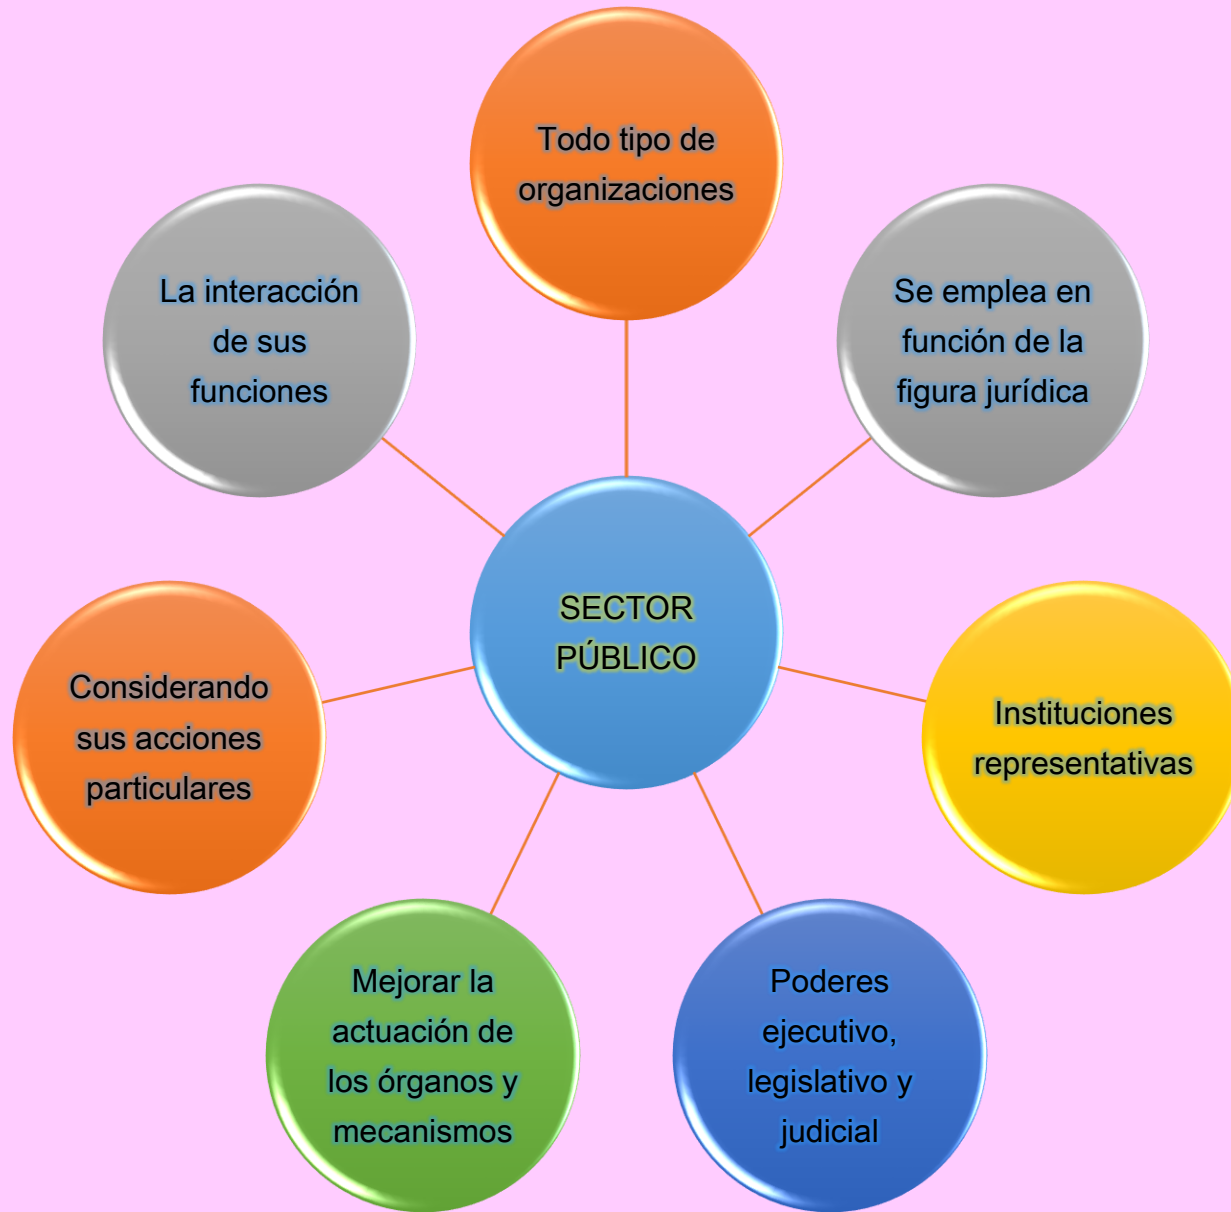 Todo tipo de
organizaciones
La interacción
de sus
funciones
Se emplea en
función de la
figura jurídica
SECTOR
PÚBLICO
Considerando
sus acciones
particulares
Instituciones
representativas
Mejorar la
actuación de
los órganos y
mecanismos
Poderes
ejecutivo,
legislativo y
judicial